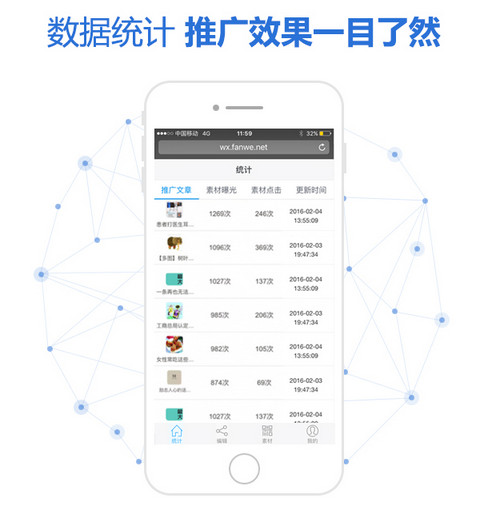 数据统计 推广效果一目了然
中国移动 4G 11:59 32%
wx.fanwe.net
统计
推广文章 素材曝光 素材点击 更新时间
患者打医生耳... 1269次 246次 2016-02-04 13:55:09
【多图】树叶... 1096次 369次 2016-02-03 19:47:34
一条再也无法... 1027次 137次 2016-02-04 13:55:09
工商总局认定... 985次 206次 2016-02-03 19:47:34
女性常吃这些... 982次 105次 2016-02-04 13:55:09
874次 69次 2016-02-03 19:47:34
1027次 137次 2016-02-04
统计 编辑 素材 我的